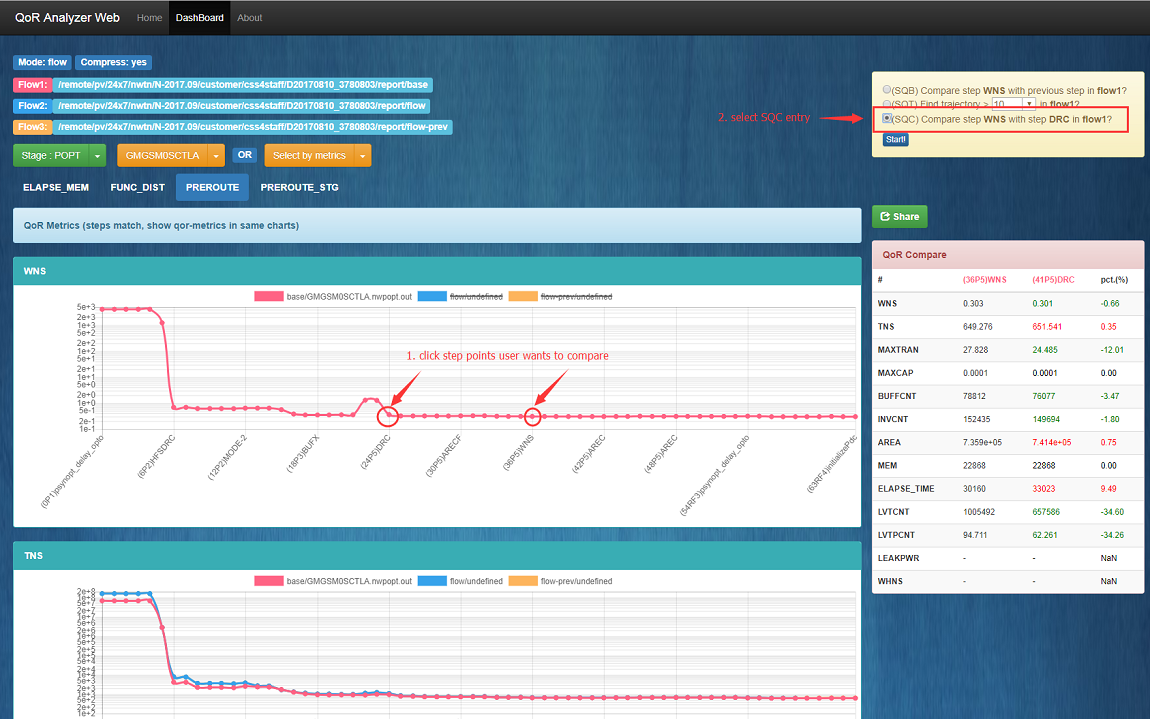 QoR Analyzer Web Home DashBoard About
Mode: flow Compress: yes
Flow1: /remote/pv/24x7/nwtn/N-2017.09/customer/css4staff/D20170810_3780803/report/base
Flow2: /remote/pv/24x7/nwtn/N-2017.09/customer/css4staff/D20170810_3780803/report/flow
Flow3: /remote/pv/24x7/nwtn/N-2017.09/customer/css4staff/D20170810_3780803/report/flow-prev
Stage : POPT GMGSM0SCTLA OR Select by metrics
ELAPSE_MEM FUNC_DIST PREROUTE PREROUTE_STG
QoR Metrics (steps match, show qor-metrics in same charts)
WNS
base/GMGSM0SCTLA.nwpopt.out flow/undefined flow-prev/undefined
5e+3
2e+3
1e+3
5e+2
2e+2
1e+2
5e+1
2e+1
1e+1
5e+0
2e+0
1e+0
5e-1
2e-1
1e-1
1. click step points user wants to compare
(0P1)psynopt_delay_opto
(6P2)HFSDRC
(12P2)MODE-2
(18P3)BUFX
(24P5)DRC
(30P5)ARECF
(36P5)WNS
(42P5)AREC
(48P5)AREC
(54RF3)psynopt_delay_opto
(63RF4)initializePdc
TNS
base/GMGSM0SCTLA.nwpopt.out flow/undefined flow-prev/undefined
2e+8
1e+8
5e+7
2e+7
1e+7
5e+6
2e+6
1e+6
5e+5
2e+5
1e+5
5e+4
2e+4
1e+4
5e+3
2e+3
1e+3
5e+2
2e+2
1e+2
(SQB) Compare step WNS with previous step in flow1?
(SQT) Find trajectory > 10 in flow1?
2. select SQC entry
(SQC) Compare step WNS with step DRC in flow1?
Start!
Share
QoR Compare
# (36P5)WNS (41P5)DRC pct.(%)
WNS 0.303 0.301 -0.66
TNS 649.276 651.541 0.35
MAXTRAN 27.828 24.485 -12.01
MAXCAP 0.0001 0.0001 0.00
BUFFCNT 78812 76077 -3.47
INVCNT 152435 149694 -1.80
AREA 7.359e+05 7.414e+05 0.75
MEM 22868 22868 0.00
ELAPSE_TIME 30160 33023 9.49
LVTCNT 1005492 657586 -34.60
LVTPCNT 94.711 62.261 -34.26
LEAKPWR - - NaN
WHNS - - NaN